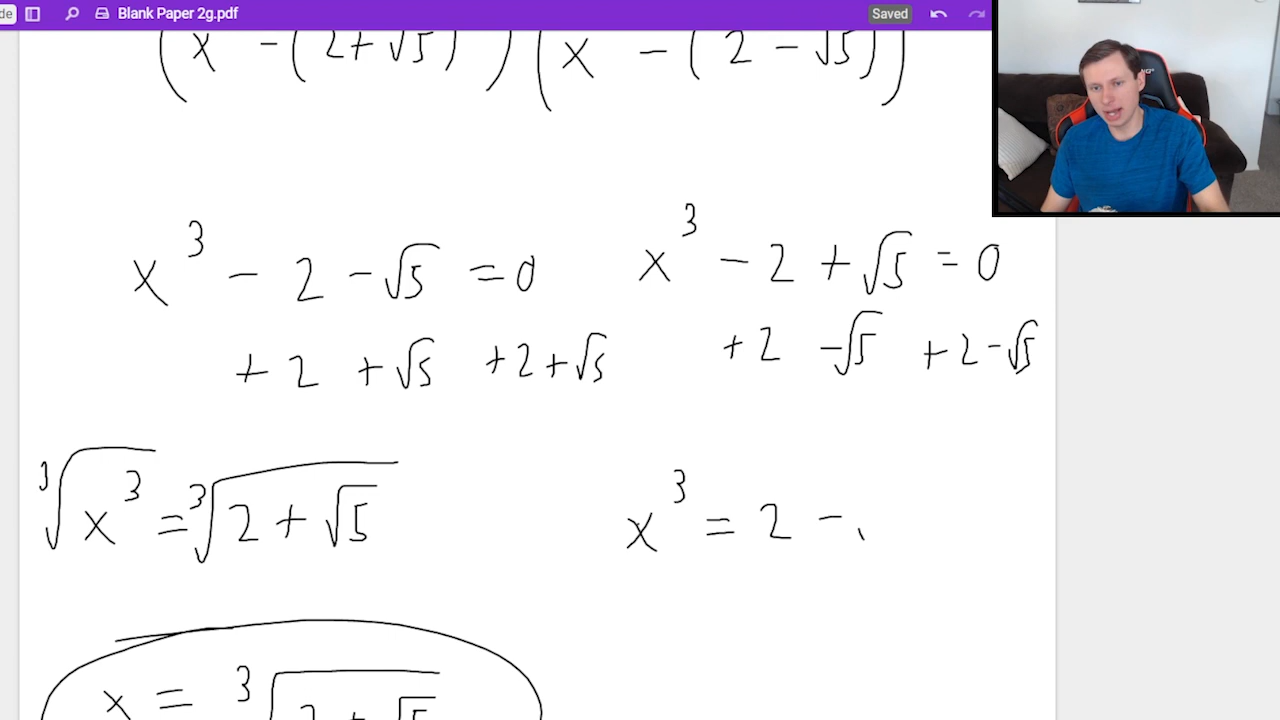 de Blank Paper 2g.pdf Saved
(x - (2+√5))(x - (2 - √5))
x³ - 2 - √5 = 0 x³ - 2 + √5 = 0
+ 2 + √5 + 2 + √5 + 2 - √5 + 2 - √5
∛x³ = ∛(2 + √5) x³ = 2 -
x = ∛(2 + √5)